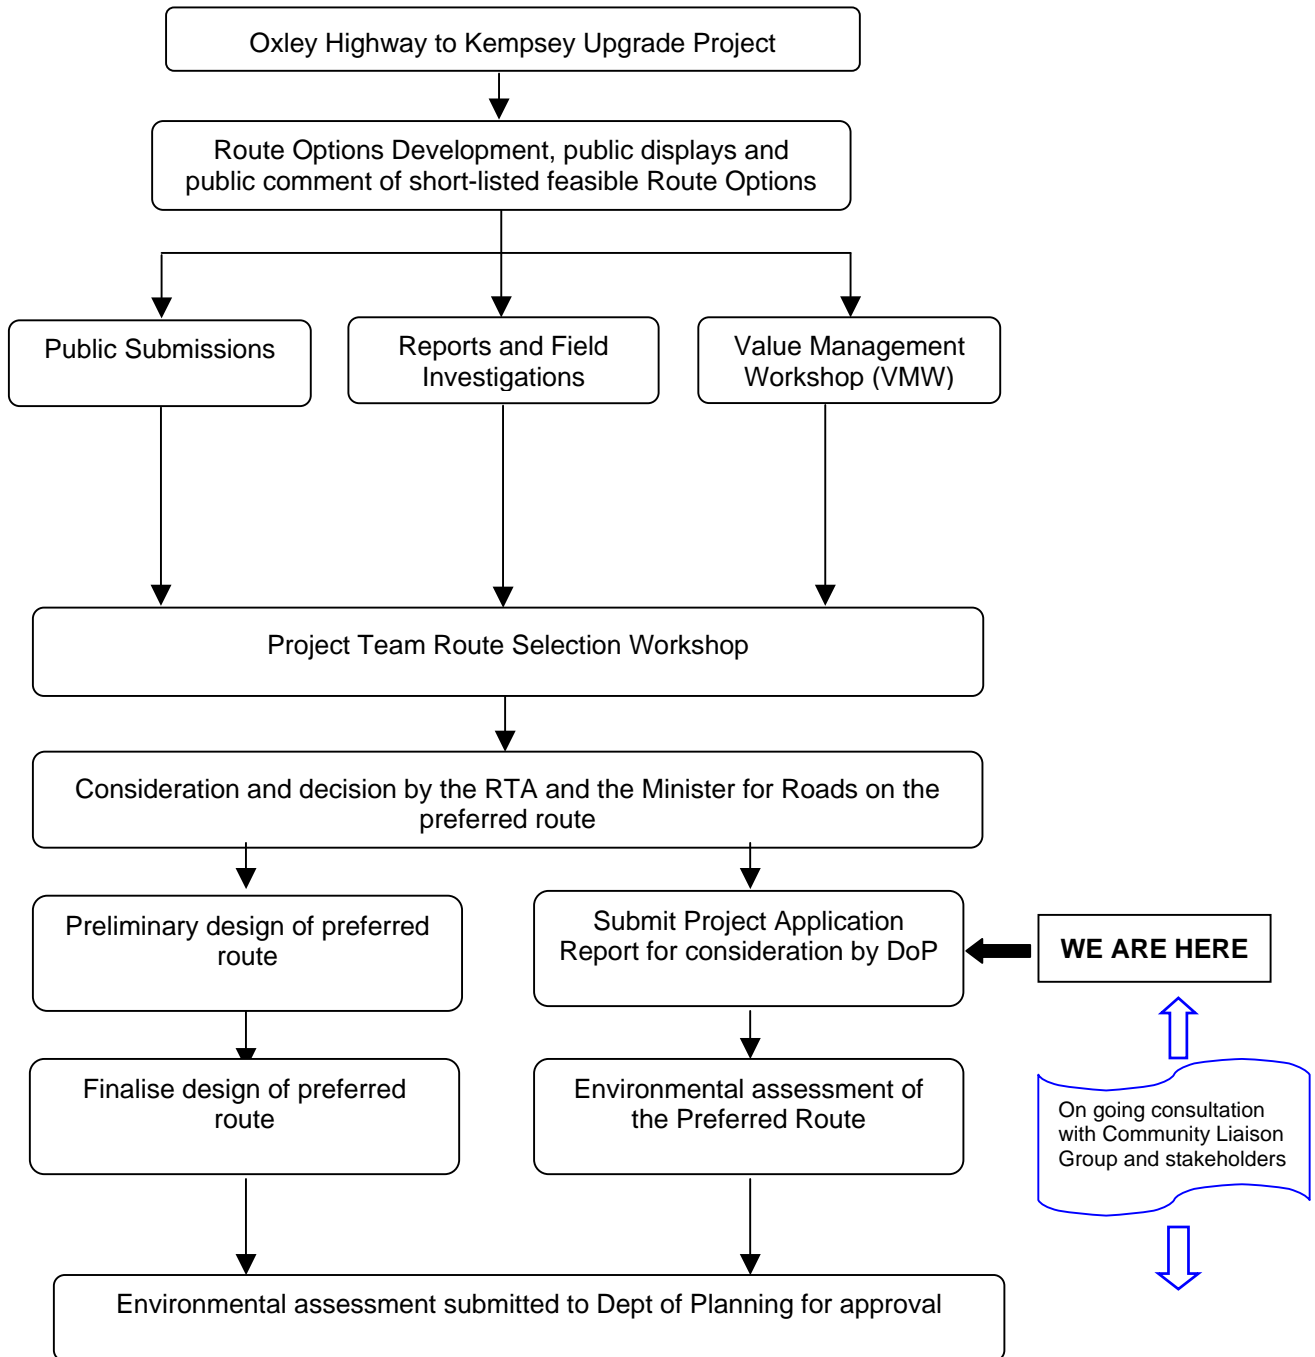 Oxley Highway to Kempsey Upgrade Project
Route Options Development, public displays and
public comment of short-listed feasible Route Options
Public Submissions
Reports and Field
Investigations
Value Management
Workshop (VMW)
Project Team Route Selection Workshop
Consideration and decision by the RTA and the Minister for Roads on the
preferred route
Preliminary design of preferred
route
Submit Project Application
Report for consideration by DoP
WE ARE HERE
Finalise design of preferred
route
Environmental assessment of
the Preferred Route
On going consultation
with Community Liaison
Group and stakeholders
Environmental assessment submitted to Dept of Planning for approval